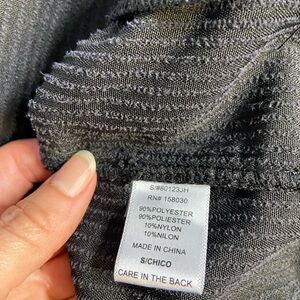 S/#60123JH
RN# 158030
90%POLYESTER
90%POLIESTER
10%NYLON
10%NILON
MADE IN CHINA
S/CHICO
CARE IN THE BACK